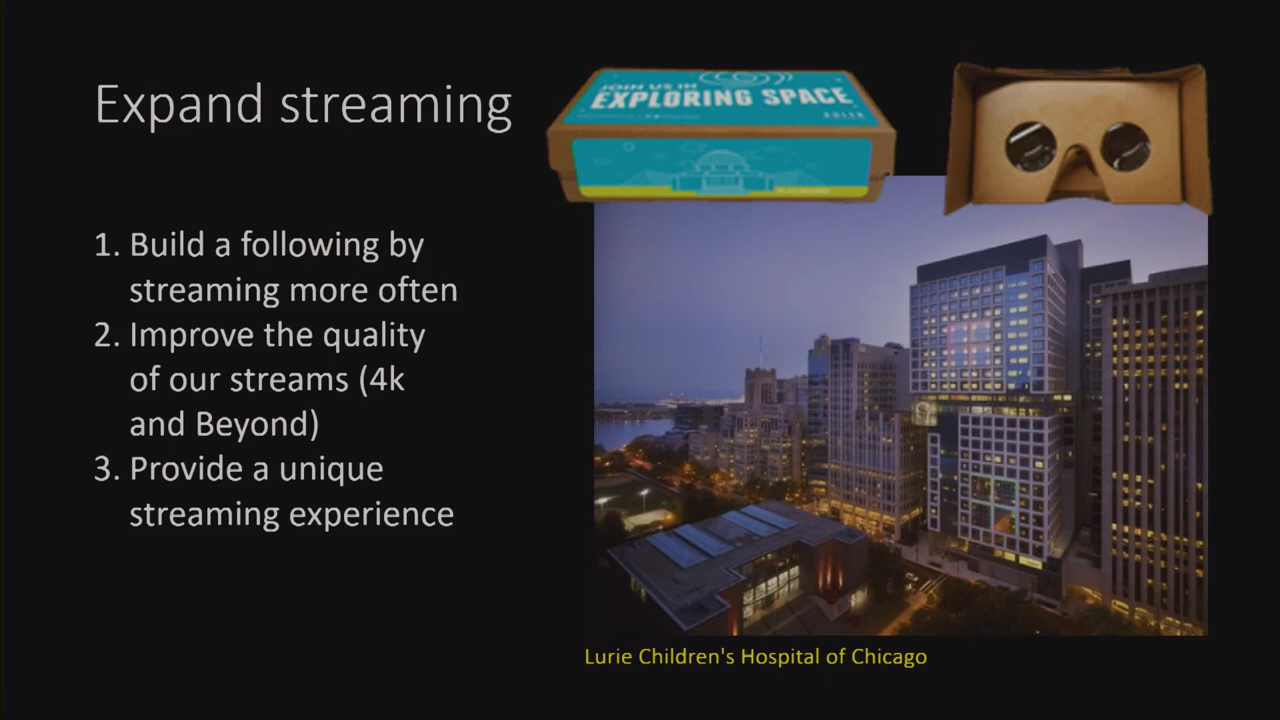 Expand streaming
JOIN US IN
EXPLORING SPACE
ADLER
1. Build a following by
streaming more often
2. Improve the quality
of our streams (4k
and Beyond)
3. Provide a unique
streaming experience
Lurie Children's Hospital of Chicago